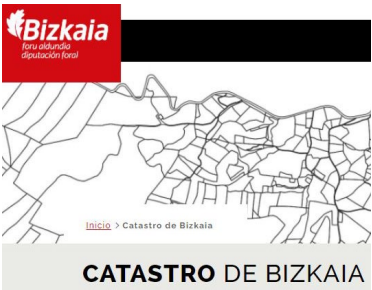 Bizkaia
foru aldundia
diputación foral
Inicio > Catastro de Bizkaia
CATASTRO DE BIZKAIA